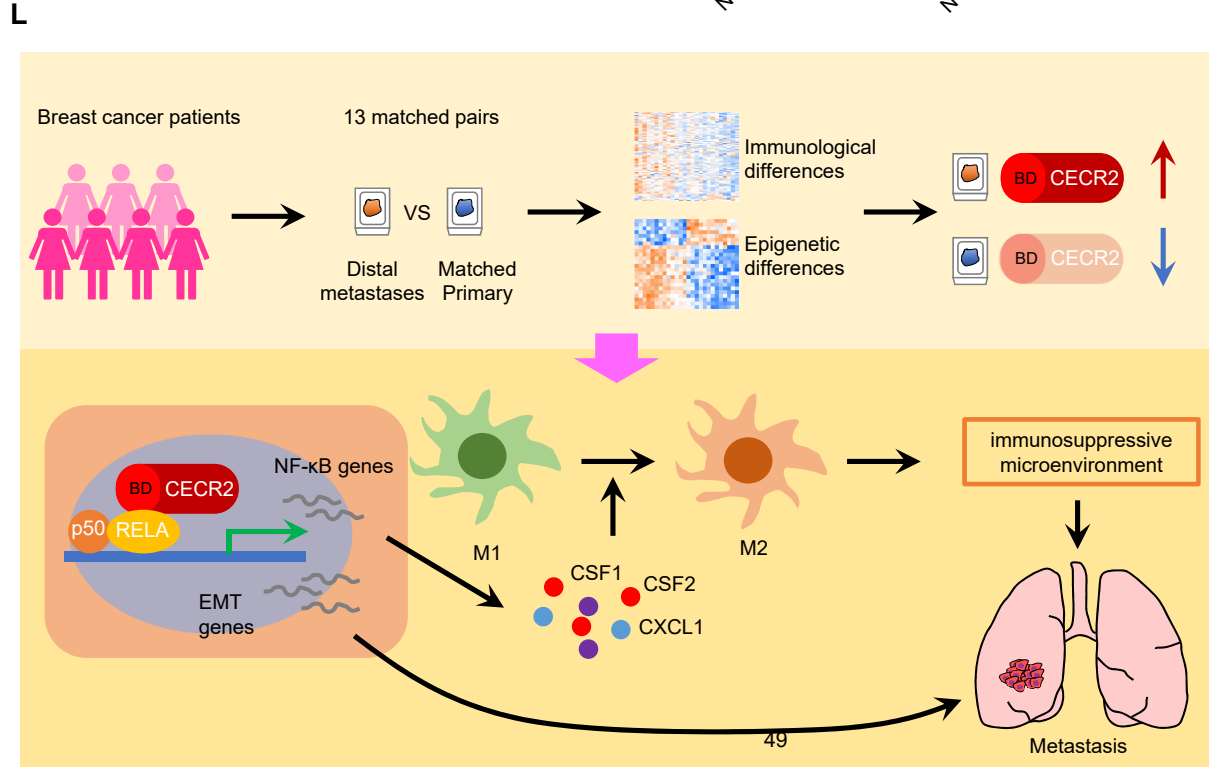 L
N
N
Breast cancer patients
13 matched pairs
VS
Distal
metastases
Matched
Primary
Immunological
differences
Epigenetic
differences
BD CECR2
BD CECR2
BD CECR2
p50 RELA
NF-κB genes
EMT
genes
M1
M2
CSF1
CSF2
CXCL1
immunosuppressive
microenvironment
Metastasis
49